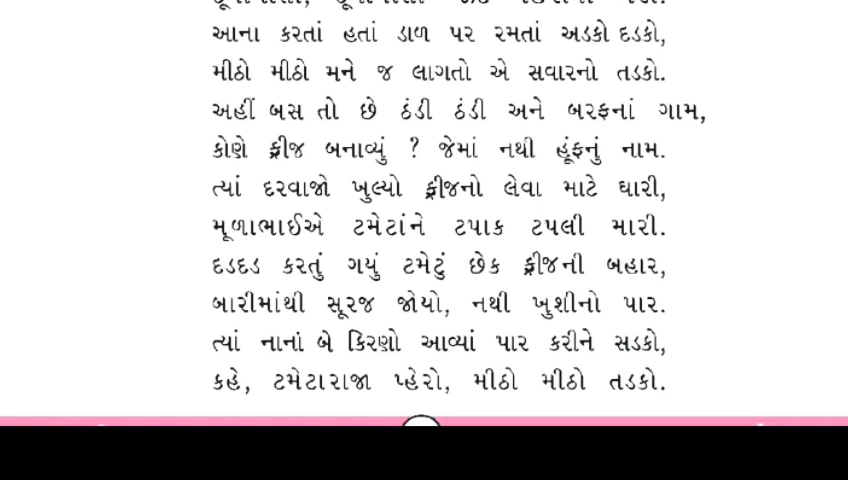 આના કરતાં હતાં ડાળ પર રમતાં અડકો દડકો,
મીઠો મીઠો મને જ લાગતો એ સવારનો તડકો.
અહીં બસ તો છે ઠંડી ઠંડી અને બરફનાં ગામ,
કોણે ફ્રીજ બનાવ્યું ? જેમાં નથી હૂંફનું નામ.
ત્યાં દરવાજો ખુલ્યો ફ્રીજનો લેવા માટે ઘારી,
મૂળાભાઈએ ટમેટાંને ટપાક ટપલી મારી.
દડદડ કરતું ગયું ટમેટું છેક ફ્રીજની બહાર,
બારીમાંથી સૂરજ જોયો, નથી ખુશીનો પાર.
ત્યાં નાનાં બે કિરણો આવ્યાં પાર કરીને સડકો,
કહે, ટમેટારાજા પ્હેરો, મીઠો મીઠો તડકો.